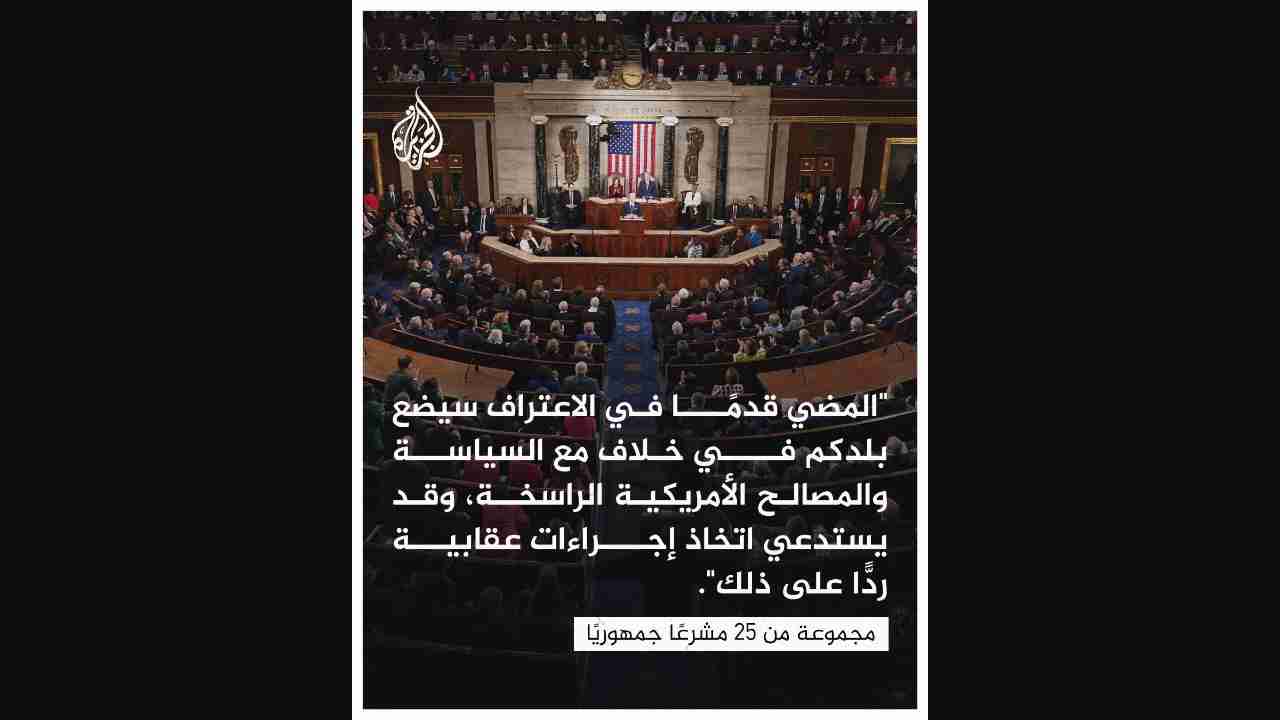 الجزيرة
"المضي قدمًا في الاعتراف سيضع
بلدكم في خلاف مع السياسة
والمصالح الأمريكية الراسخة، وقد
يستدعي اتخاذ إجراءات عقابية
ردًّا على ذلك".
مجموعة من 25 مشرعًا جمهوريًا